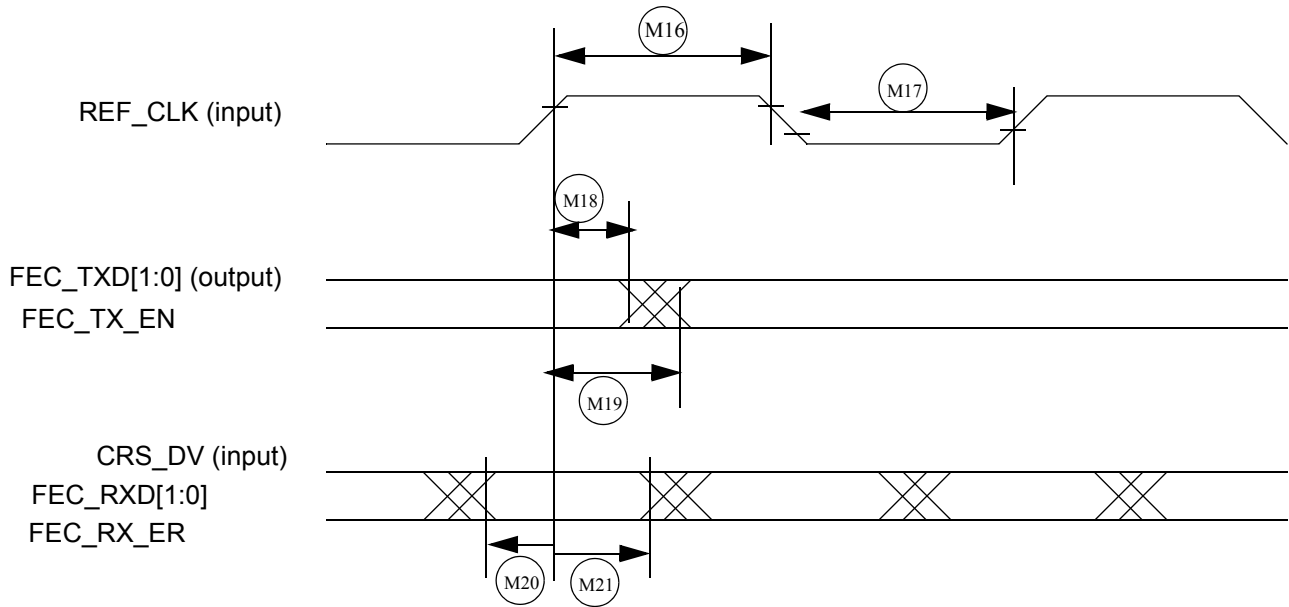 M16
REF_CLK (input)
M17
M18
FEC_TXD[1:0] (output)
FEC_TX_EN
M19
CRS_DV (input)
FEC_RXD[1:0]
FEC_RX_ER
M20
M21